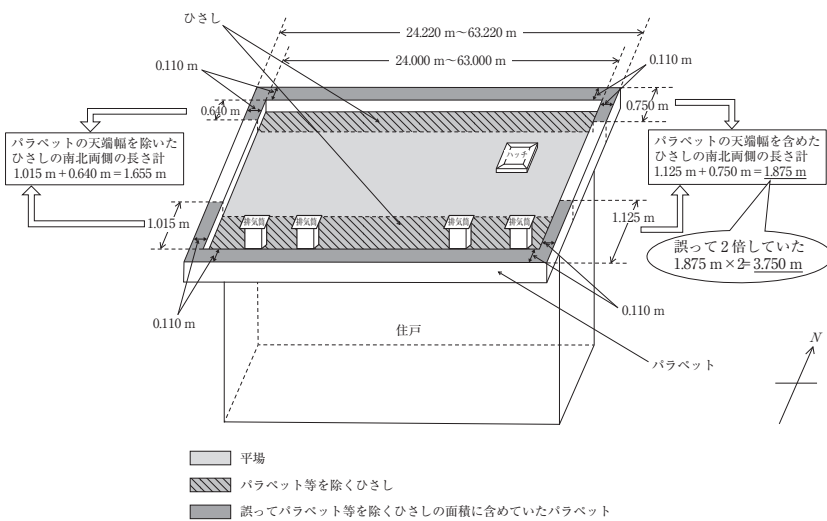 ひさし
24.220 m～63.220 m
24.000 m～63.000 m
0.110 m
0.110 m
0.640 m
0.750 m
パラペットの天端幅を除いた
ひさしの南北両側の長さ計
1.015 m＋0.640 m＝1.655 m
パラペットの天端幅を含めた
ひさしの南北両側の長さ計
1.125 m＋0.750 m＝1.875 m
ハッチ
1.015 m
排気筒
排気筒
排気筒
排気筒
1.125 m
誤って２倍していた
1.875 m×2＝3.750 m
0.110 m
0.110 m
住戸
パラペット
N
平場
パラペット等を除くひさし
誤ってパラペット等を除くひさしの面積に含めていたパラペット